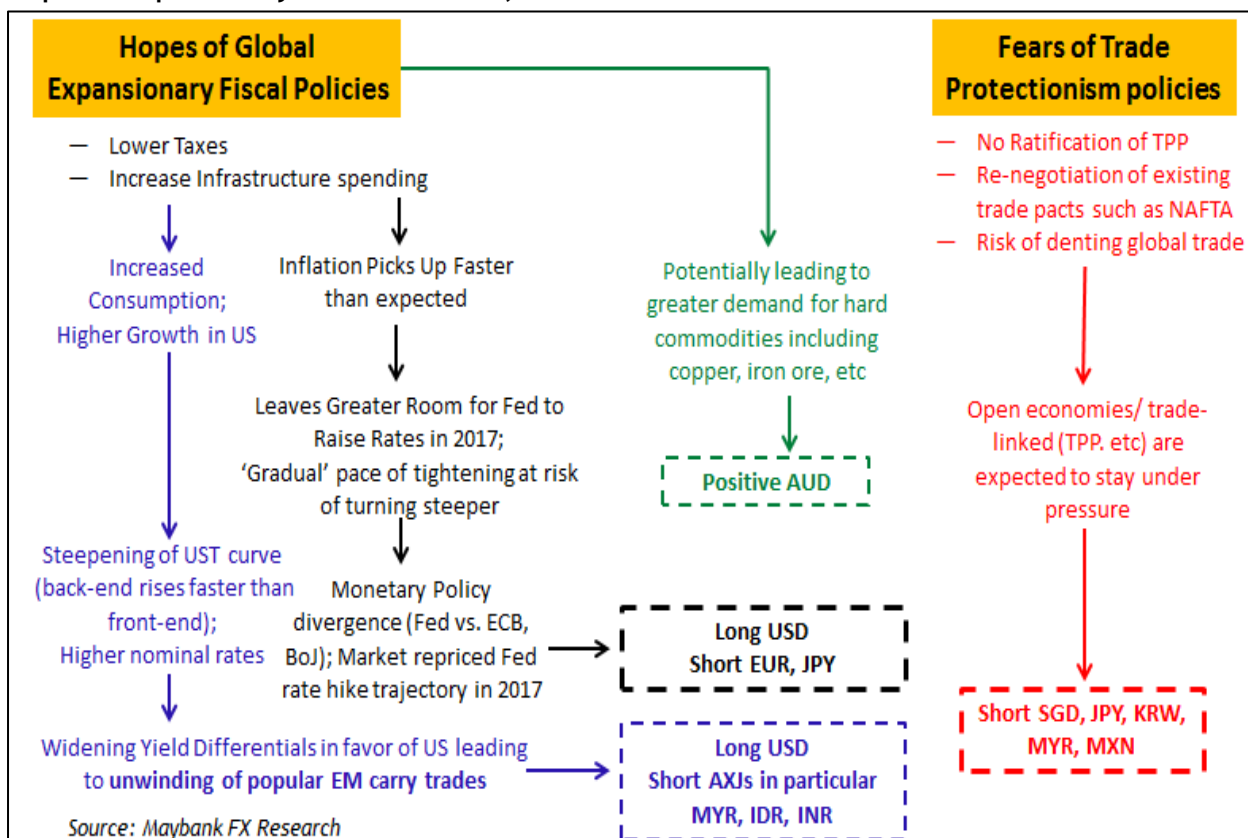 Hopes of Global
Expansionary Fiscal Policies
— Lower Taxes
— Increase Infrastructure spending
Increased
Consumption;
Higher Growth in US
Steepening of UST curve
(back-end rises faster than
front-end);
Higher nominal rates
Widening Yield Differentials in favor of US leading
to unwinding of popular EM carry trades
Long USD
Short AXJs in particular
MYR, IDR, INR
Inflation Picks Up Faster
than expected
Leaves Greater Room for Fed to
Raise Rates in 2017;
‘Gradual’ pace of tightening at risk
of turning steeper
Monetary Policy
divergence (Fed vs. ECB,
BoJ); Market repriced Fed
rate hike trajectory in 2017
Long USD
Short EUR, JPY
Potentially leading to
greater demand for hard
commodities including
copper, iron ore, etc
Positive AUD
Fears of Trade
Protectionism policies
— No Ratification of TPP
— Re-negotiation of existing
trade pacts such as NAFTA
— Risk of denting global trade
Open economies/ trade-
linked (TPP. etc) are
expected to stay under
pressure
Short SGD, JPY, KRW,
MYR, MXN
Source: Maybank FX Research